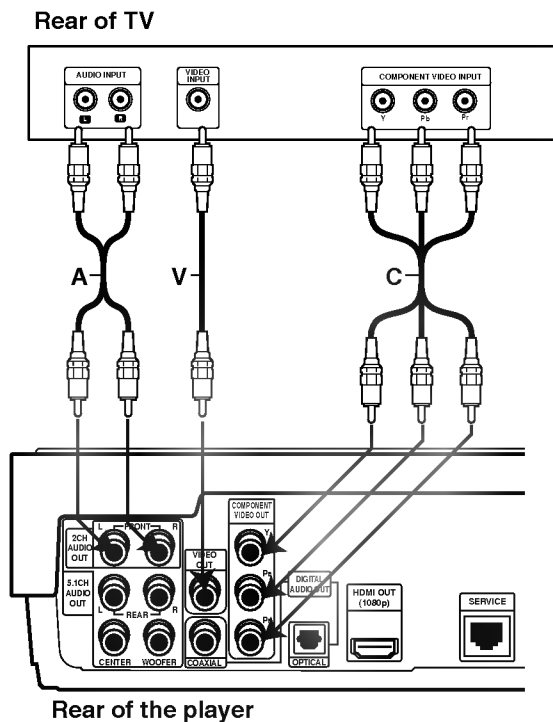 Rear of TV
AUDIO INPUT
L
R
VIDEO
INPUT
COMPONENT VIDEO INPUT
Y
Pb
Pr
A
V
C
L
FRONT
R
2CH
AUDIO
OUT
5.1CH
AUDIO
OUT
L
REAR
R
CENTER
WOOFER
VIDEO
OUT
COAXIAL
COMPONENT
VIDEO OUT
Y
PB
PR
DIGITAL
AUDIO OUT
OPTICAL
HDMI OUT
(1080p)
SERVICE
Rear of the player